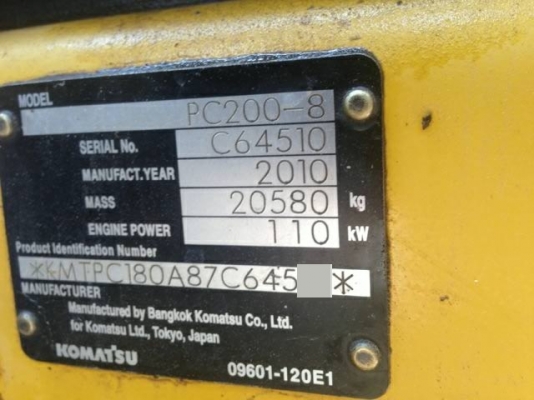 MODEL PC200-8
SERIAL No. C64510
MANUFACT.YEAR 2010
MASS 20580 kg
ENGINE POWER 110 kW
Product Identification Number
*KMTPC180A87C645 *
MANUFACTURER
Manufactured by Bangkok Komatsu Co., Ltd.
for Komatsu Ltd., Tokyo, Japan
KOMATSU 09601-120E1